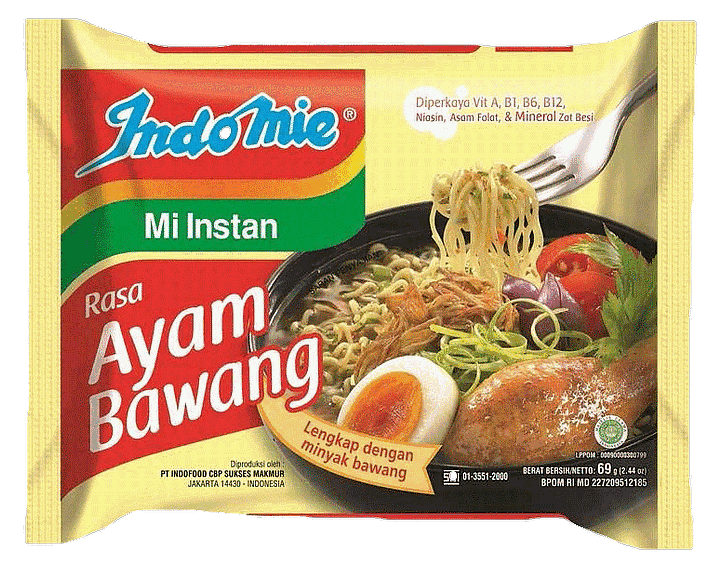 Indomie®
Diperkaya Vit A, B1, B6, B12,
Niasin, Asam Folat, & Mineral Zat Besi
Mi Instan
Rasa
Ayam
Bawang
Lengkap dengan
minyak bawang
Diproduksi oleh :
PT INDOFOOD CBP SUKSES MAKMUR
JAKARTA 14430 - INDONESIA
01-3551-2000
LPPOM : 00090000300799
BERAT BERSIH/NETTO: 69 g (2.44 oz)
BPOM RI MD 227209512185